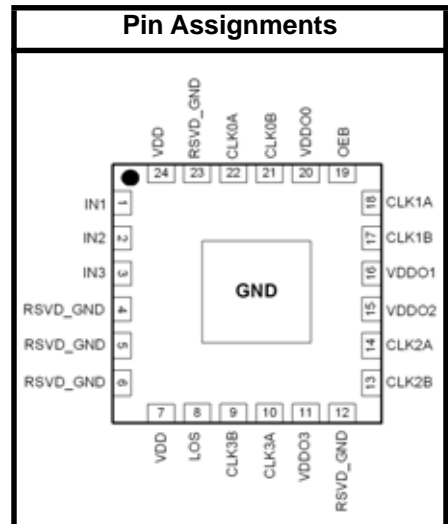 Pin Assignments
VDD
RSVD_GND
CLK0A
CLK0B
VDDO0
OEB
24 23 22 21 20 19
IN1 1
IN2 2
IN3 3
RSVD_GND 4
RSVD_GND 5
RSVD_GND 6
GND
18 CLK1A
17 CLK1B
16 VDDO1
15 VDDO2
14 CLK2A
13 CLK2B
7 8 9 10 11 12
VDD
LOS
CLK3B
CLK3A
VDDO3
RSVD_GND